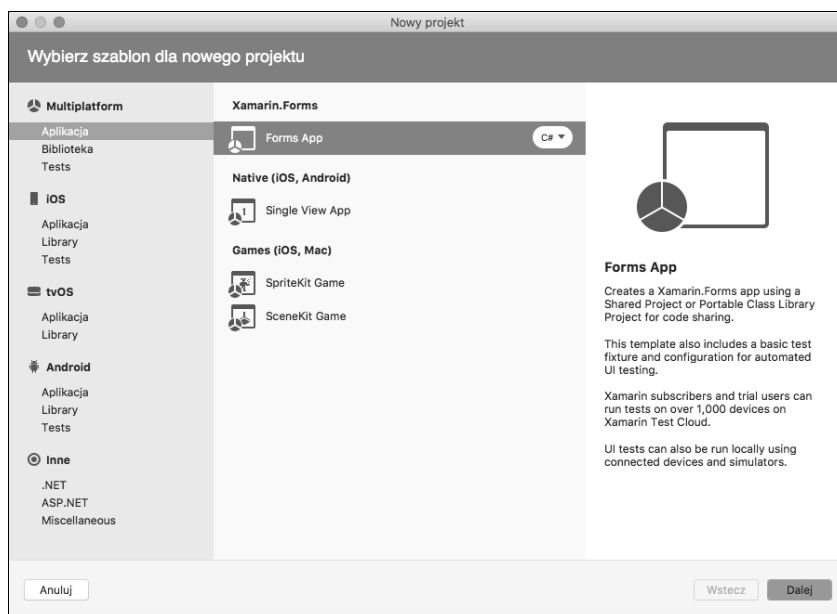 Nowy projekt
Wybierz szablon dla nowego projektu
Multiplatform
Aplikacja
Biblioteka
Tests
iOS
Aplikacja
Library
Tests
tvOS
Aplikacja
Library
Android
Aplikacja
Library
Tests
Inne
.NET
ASP.NET
Miscellaneous
Xamarin.Forms
Forms App
C#
Native (iOS, Android)
1
Single View App
Games (iOS, Mac)
SpriteKit Game
SceneKit Game
Forms App
Creates a Xamarin.Forms app using a
Shared Project or Portable Class Library
Project for code sharing.
This template also includes a basic test
fixture and configuration for automated
UI testing.
Xamarin subscribers and trial users can
run tests on over 1,000 devices on
Xamarin Test Cloud.
UI tests can also be run locally using
connected devices and simulators.
Anuluj
Wstecz
Dalej